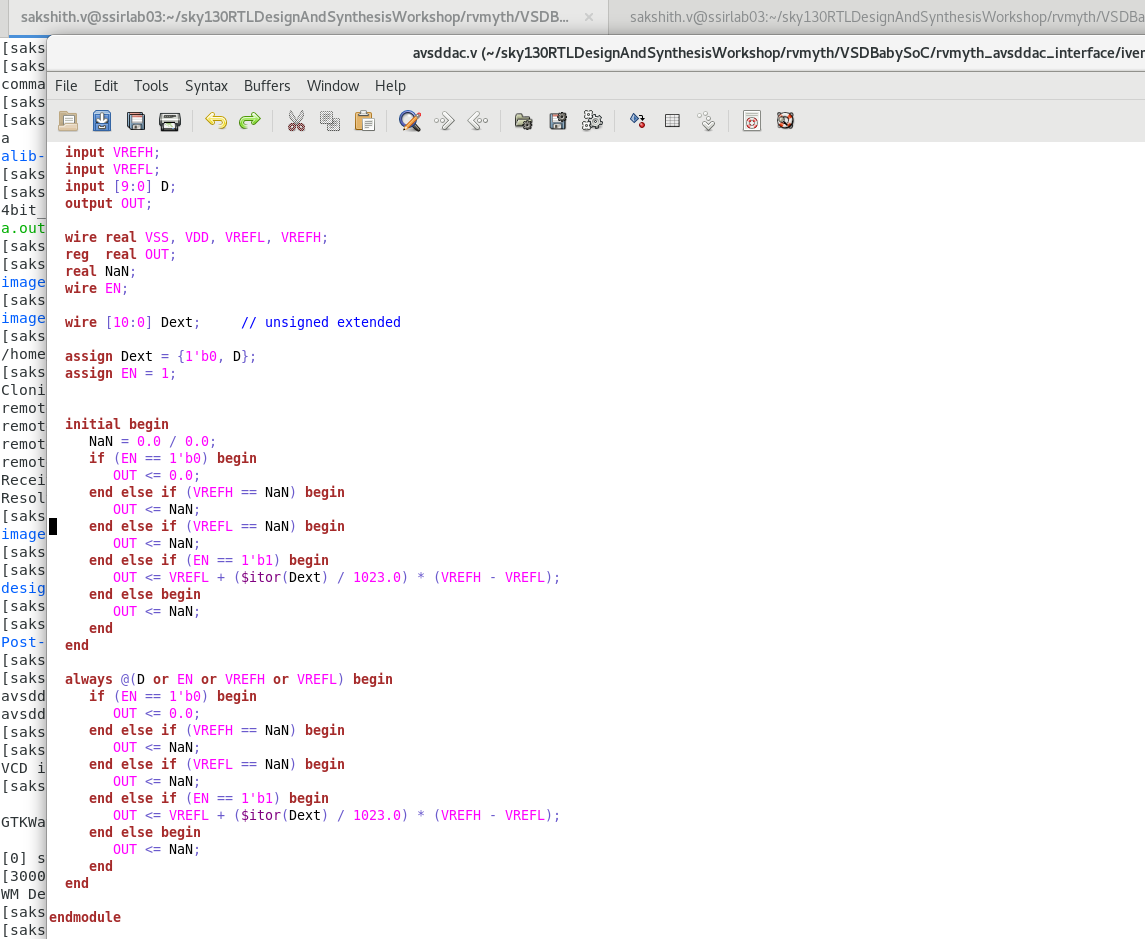 sakshith.v@ssirlab03:~/sky130RTLDesignAndSynthesisWorkshop/rvmyth/VSDB... ×
sakshith.v@ssirlab03:~/sky130RTLDesignAndSynthesisWorkshop/rvmyth/VSDBa
avsddac.v (~/sky130RTLDesignAndSynthesisWorkshop/rvmyth/VSDBabySoC/rvmyth_avsddac_interface/iver
File Edit Tools Syntax Buffers Window Help
[saks
[saks
comma
[saks
[saks
a
alib-
[saks
[saks
4bit_
a.out
[saks
[saks
image
[saks
image
[saks
/home
[saks
Cloni
remot
remot
remot
remot
Recei
Resol
[saks
image
[saks
[saks
desig
[saks
[saks
Post-
[saks
[saks
avsdd
avsdd
[saks
[saks
VCD i
[saks
GTKWa
[0] s
[3000
WM De
[saks
[saks
input VREFH;
input VREFL;
input [9:0] D;
output OUT;
wire real VSS, VDD, VREFL, VREFH;
reg  real OUT;
real NaN;
wire EN;
wire [10:0] Dext;     // unsigned extended
assign Dext = {1'b0, D};
assign EN = 1;
initial begin
NaN = 0.0 / 0.0;
if (EN == 1'b0) begin
OUT <= 0.0;
end else if (VREFH == NaN) begin
OUT <= NaN;
end else if (VREFL == NaN) begin
OUT <= NaN;
end else if (EN == 1'b1) begin
OUT <= VREFL + ($itor(Dext) / 1023.0) * (VREFH - VREFL);
end else begin
OUT <= NaN;
end
end
always @(D or EN or VREFH or VREFL) begin
if (EN == 1'b0) begin
OUT <= 0.0;
end else if (VREFH == NaN) begin
OUT <= NaN;
end else if (VREFL == NaN) begin
OUT <= NaN;
end else if (EN == 1'b1) begin
OUT <= VREFL + ($itor(Dext) / 1023.0) * (VREFH - VREFL);
end else begin
OUT <= NaN;
end
end
endmodule